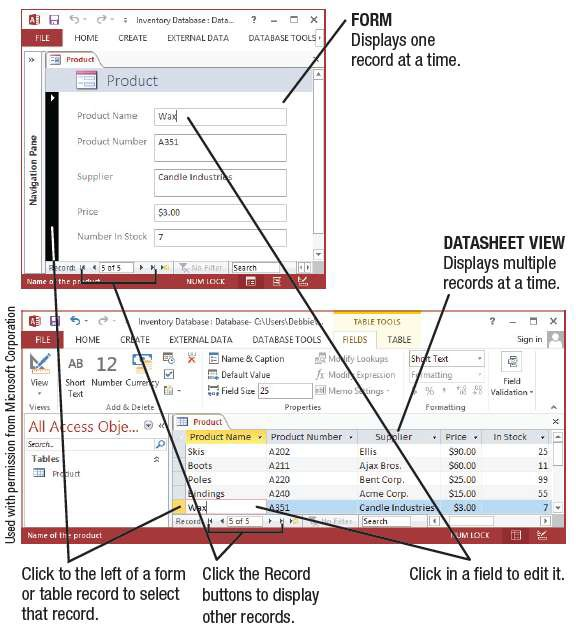 Inventory Database : Data...
FORM
Displays one
record at a time.
FILE HOME CREATE EXTERNAL DATA DATABASE TOOLS
Product
Product
Product Name Wax
Product Number A351
Supplier Candle Industries
Price $3.00
Number In Stock 7
Navigation Pane
Record: 5 of 5 No Filter Search
Name of the product NUM LOCK
DATASHEET VIEW
Displays multiple
records at a time.
Used with permission from Microsoft Corporation
Inventory Database : Database- C:\Users\Debbie\... TABLE TOOLS
FILE HOME CREATE EXTERNAL DATA DATABASE TOOLS FIELDS TABLE Sign in
View
Views
AB Short Text
12 Number
Currency
Add & Delete
Name & Caption
Default Value
Field Size 25
Modify Lookups
Modify Expression
Memo Settings
Properties
Short Text
Formatting
$ %
Formatting
Field Validation
All Access Obje...
Search...
Tables
Product
Product
Product Name Product Number Supplier Price In Stock
Skis A202 Ellis $90.00 25
Boots A211 Ajax Bros. $60.00 11
Poles A220 Bent Corp. $25.00 99
Bindings A240 Acme Corp. $15.00 55
Wax A351 Candle Industries $3.00 7
Record: 5 of 5 No Filter Search
Name of the product NUM LOCK
Click to the left of a form
or table record to select
that record.
Click the Record
buttons to display
other records.
Click in a field to edit it.